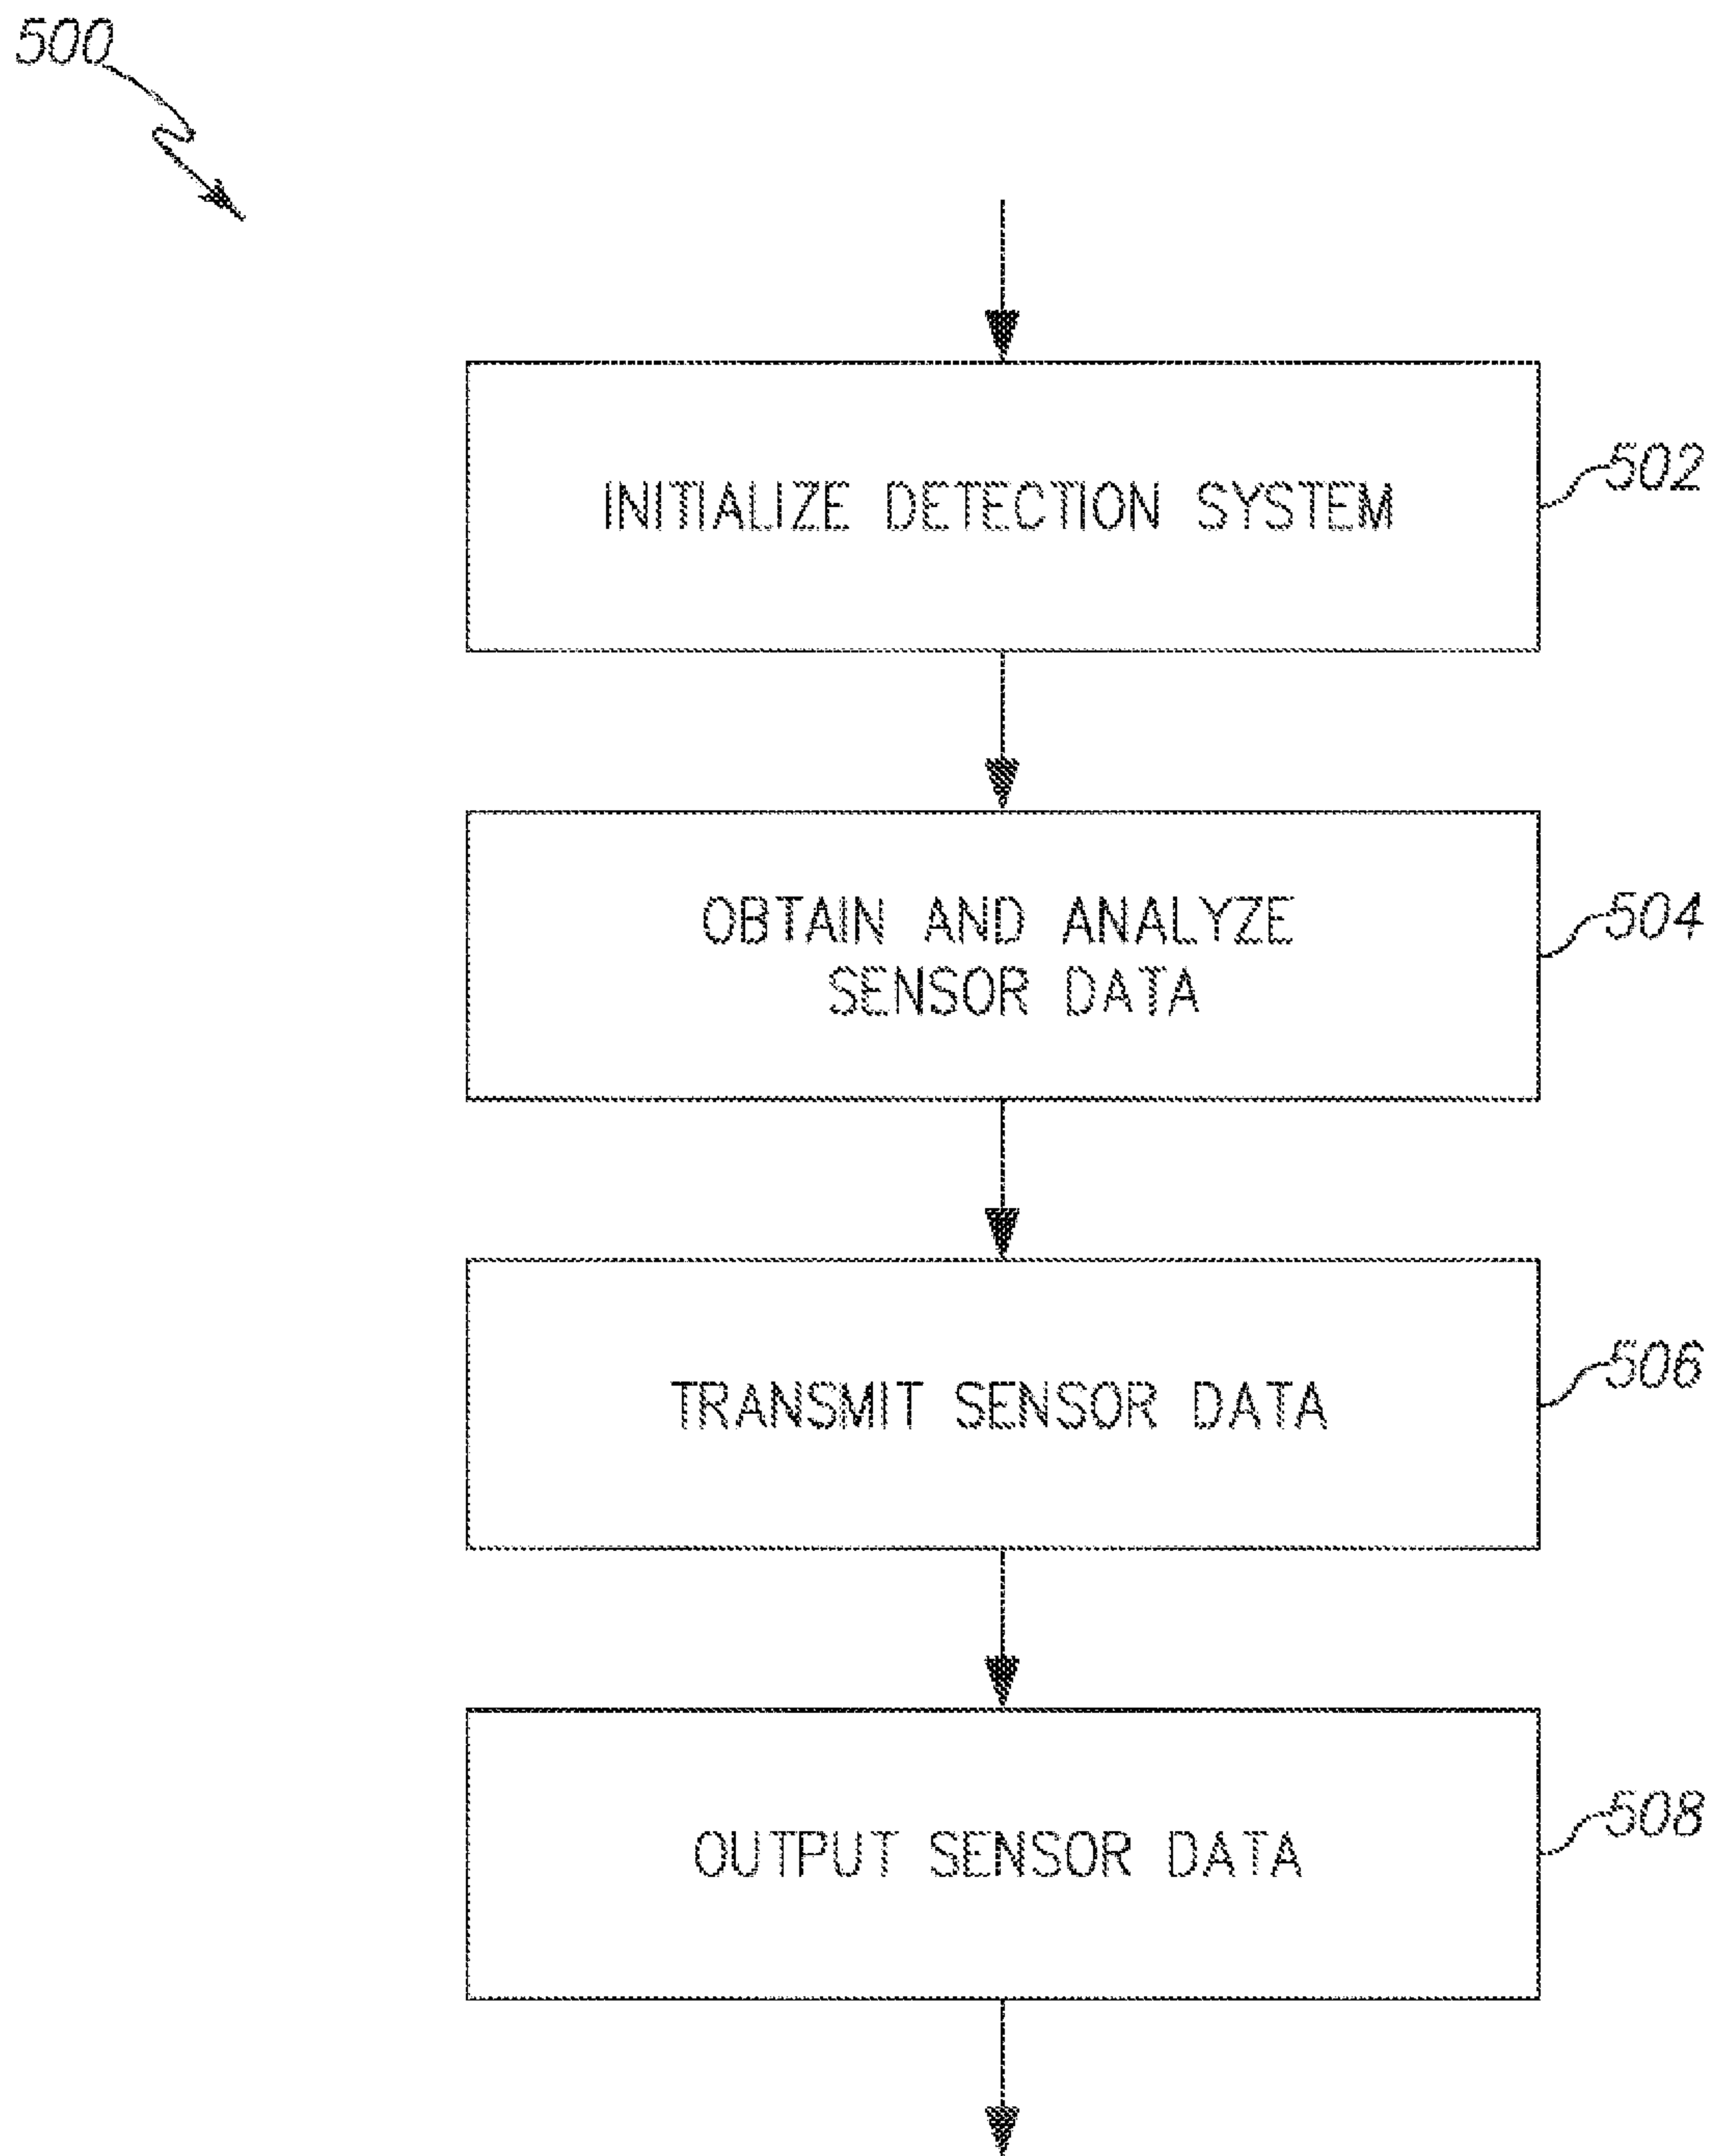 500
INITIALIZE DETECTION SYSTEM
502
OBTAIN AND ANALYZE
SENSOR DATA
504
TRANSMIT SENSOR DATA
506
OUTPUT SENSOR DATA
508